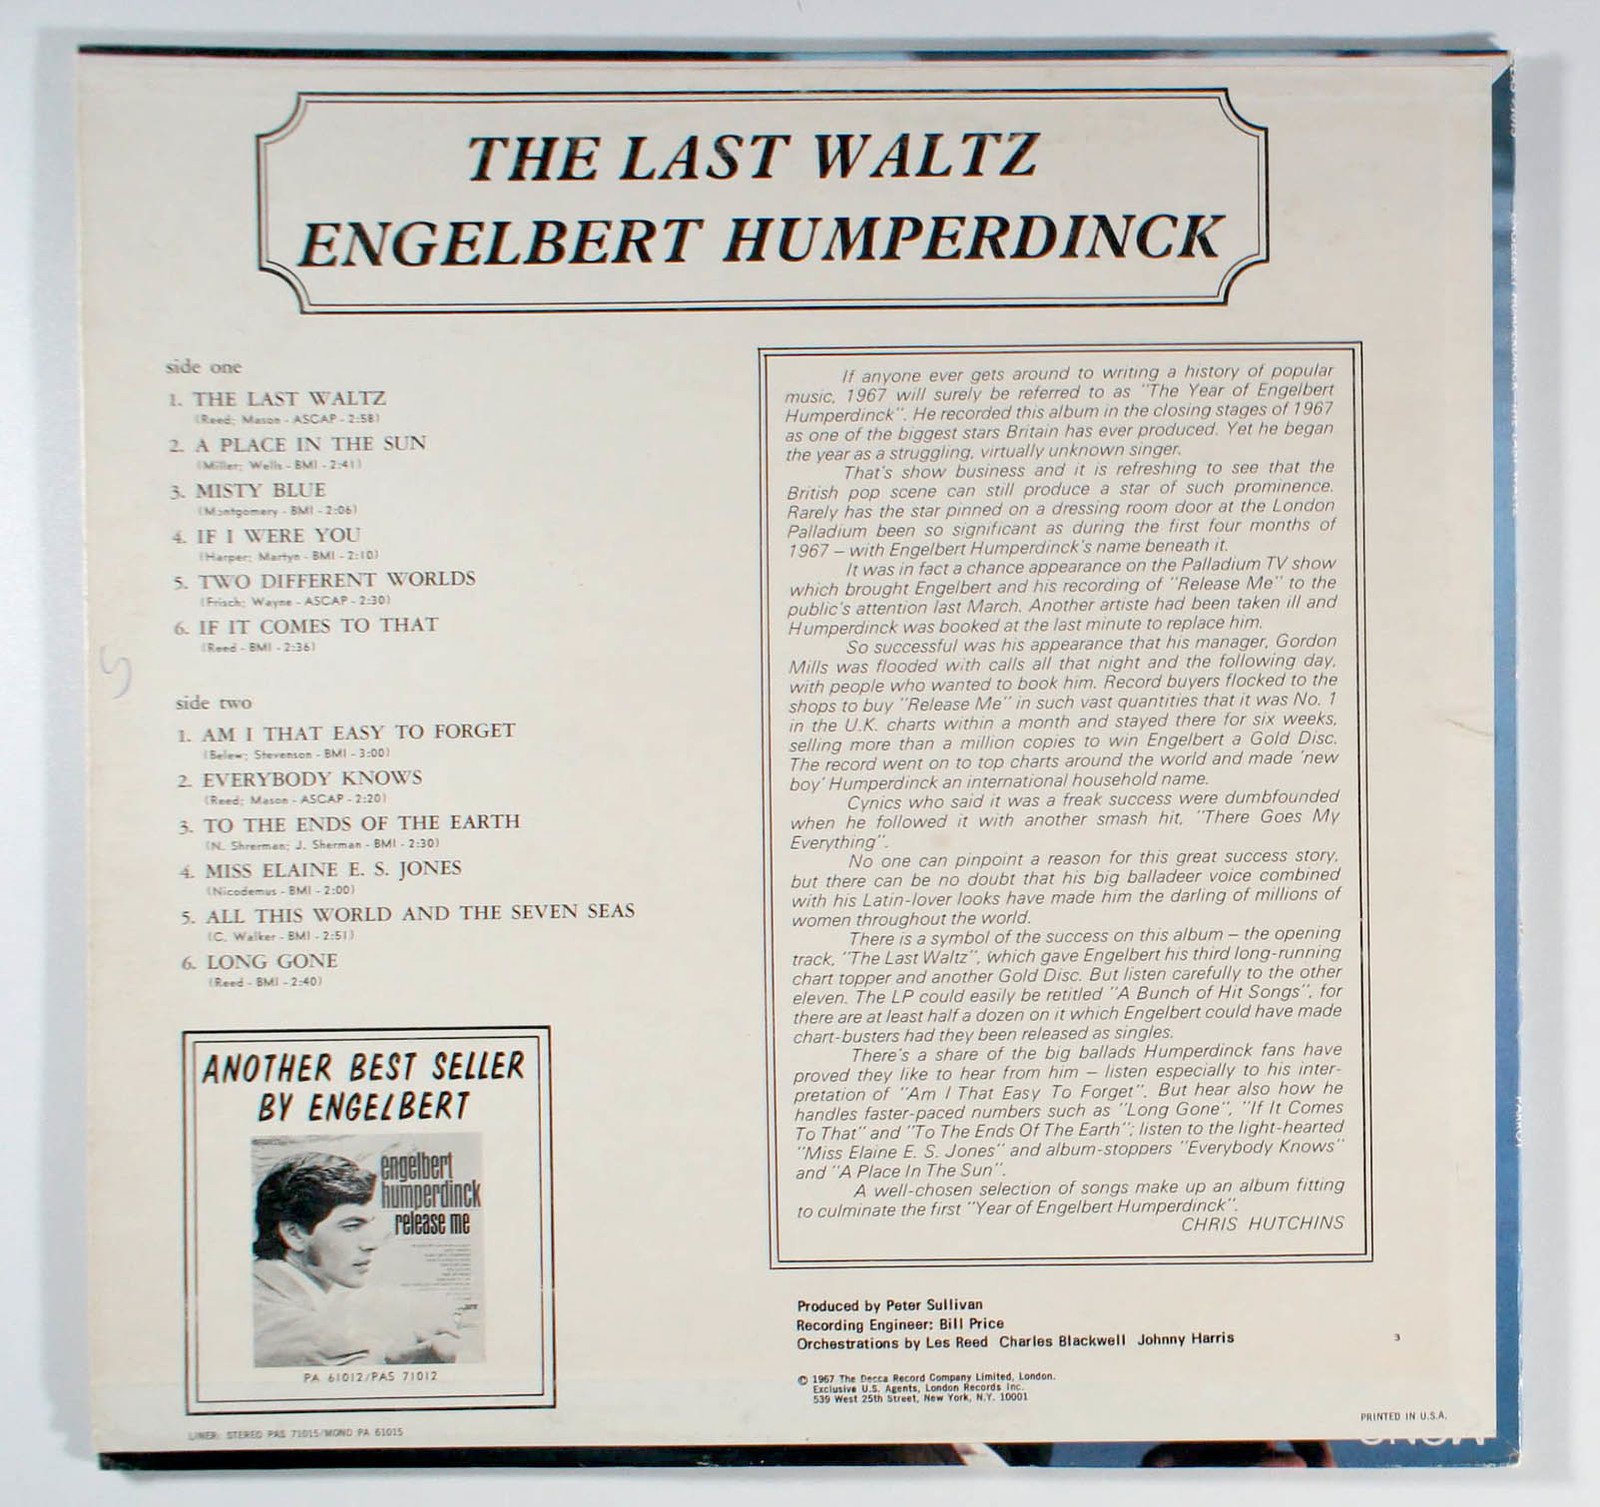 THE LAST WALTZ
ENGELBERT HUMPERDINCK
side one
1. THE LAST WALTZ
(Reed; Mason - ASCAP - 2:58)
2. A PLACE IN THE SUN
(Miller; Wells - BMI - 2:41)
3. MISTY BLUE
(Montgomery - BMI - 2:06)
4. IF I WERE YOU
(Harper; Martyn - BMI - 2:10)
5. TWO DIFFERENT WORLDS
(Frisch; Wayne - ASCAP - 2:30)
6. IF IT COMES TO THAT
(Reed - BMI - 2:36)
side two
1. AM I THAT EASY TO FORGET
(Belew; Stevenson - BMI - 3:00)
2. EVERYBODY KNOWS
(Reed; Mason - ASCAP - 2:20)
3. TO THE ENDS OF THE EARTH
(N. Shrerman; J. Sherman - BMI - 2:30)
4. MISS ELAINE E. S. JONES
(Nicodemus - BMI - 2:00)
5. ALL THIS WORLD AND THE SEVEN SEAS
(C. Walker - BMI - 2:51)
6. LONG GONE
(Reed - BMI - 2:40)
ANOTHER BEST SELLER
BY ENGELBERT
engelbert
humperdinck
release me
PA 61012/PAS 71012
LINER: STEREO PAS 71015/MONO PA 61015
If anyone ever gets around to writing a history of popular
music, 1967 will surely be referred to as "The Year of Engelbert
Humperdinck". He recorded this album in the closing stages of 1967
as one of the biggest stars Britain has ever produced. Yet he began
the year as a struggling, virtually unknown singer.
That's show business and it is refreshing to see that the
British pop scene can still produce a star of such prominence.
Rarely has the star pinned on a dressing room door at the London
Palladium been so significant as during the first four months of
1967 – with Engelbert Humperdinck's name beneath it.
It was in fact a chance appearance on the Palladium TV show
which brought Engelbert and his recording of "Release Me" to the
public's attention last March. Another artiste had been taken ill and
Humperdinck was booked at the last minute to replace him.
So successful was his appearance that his manager, Gordon
Mills was flooded with calls all that night and the following day,
with people who wanted to book him. Record buyers flocked to the
shops to buy "Release Me" in such vast quantities that it was No. 1
in the U.K. charts within a month and stayed there for six weeks,
selling more than a million copies to win Engelbert a Gold Disc.
The record went on to top charts around the world and made 'new
boy' Humperdinck an international household name.
Cynics who said it was a freak success were dumbfounded
when he followed it with another smash hit, "There Goes My
Everything".
No one can pinpoint a reason for this great success story,
but there can be no doubt that his big balladeer voice combined
with his Latin-lover looks have made him the darling of millions of
women throughout the world.
There is a symbol of the success on this album – the opening
track, "The Last Waltz", which gave Engelbert his third long-running
chart topper and another Gold Disc. But listen carefully to the other
eleven. The LP could easily be retitled "A Bunch of Hit Songs", for
there are at least half a dozen on it which Engelbert could have made
chart-busters had they been released as singles.
There's a share of the big ballads Humperdinck fans have
proved they like to hear from him – listen especially to his inter-
pretation of "Am I That Easy To Forget". But hear also how he
handles faster-paced numbers such as "Long Gone", "If It Comes
To That" and "To The Ends Of The Earth"; listen to the light-hearted
"Miss Elaine E. S. Jones" and album-stoppers "Everybody Knows"
and "A Place In The Sun".
A well-chosen selection of songs make up an album fitting
to culminate the first "Year of Engelbert Humperdinck".
CHRIS HUTCHINS
Produced by Peter Sullivan
Recording Engineer: Bill Price
Orchestrations by Les Reed Charles Blackwell Johnny Harris
3
© 1967 The Decca Record Company Limited, London.
Exclusive U.S. Agents, London Records Inc.
539 West 25th Street, New York, N.Y. 10001
PRINTED IN U.S.A.